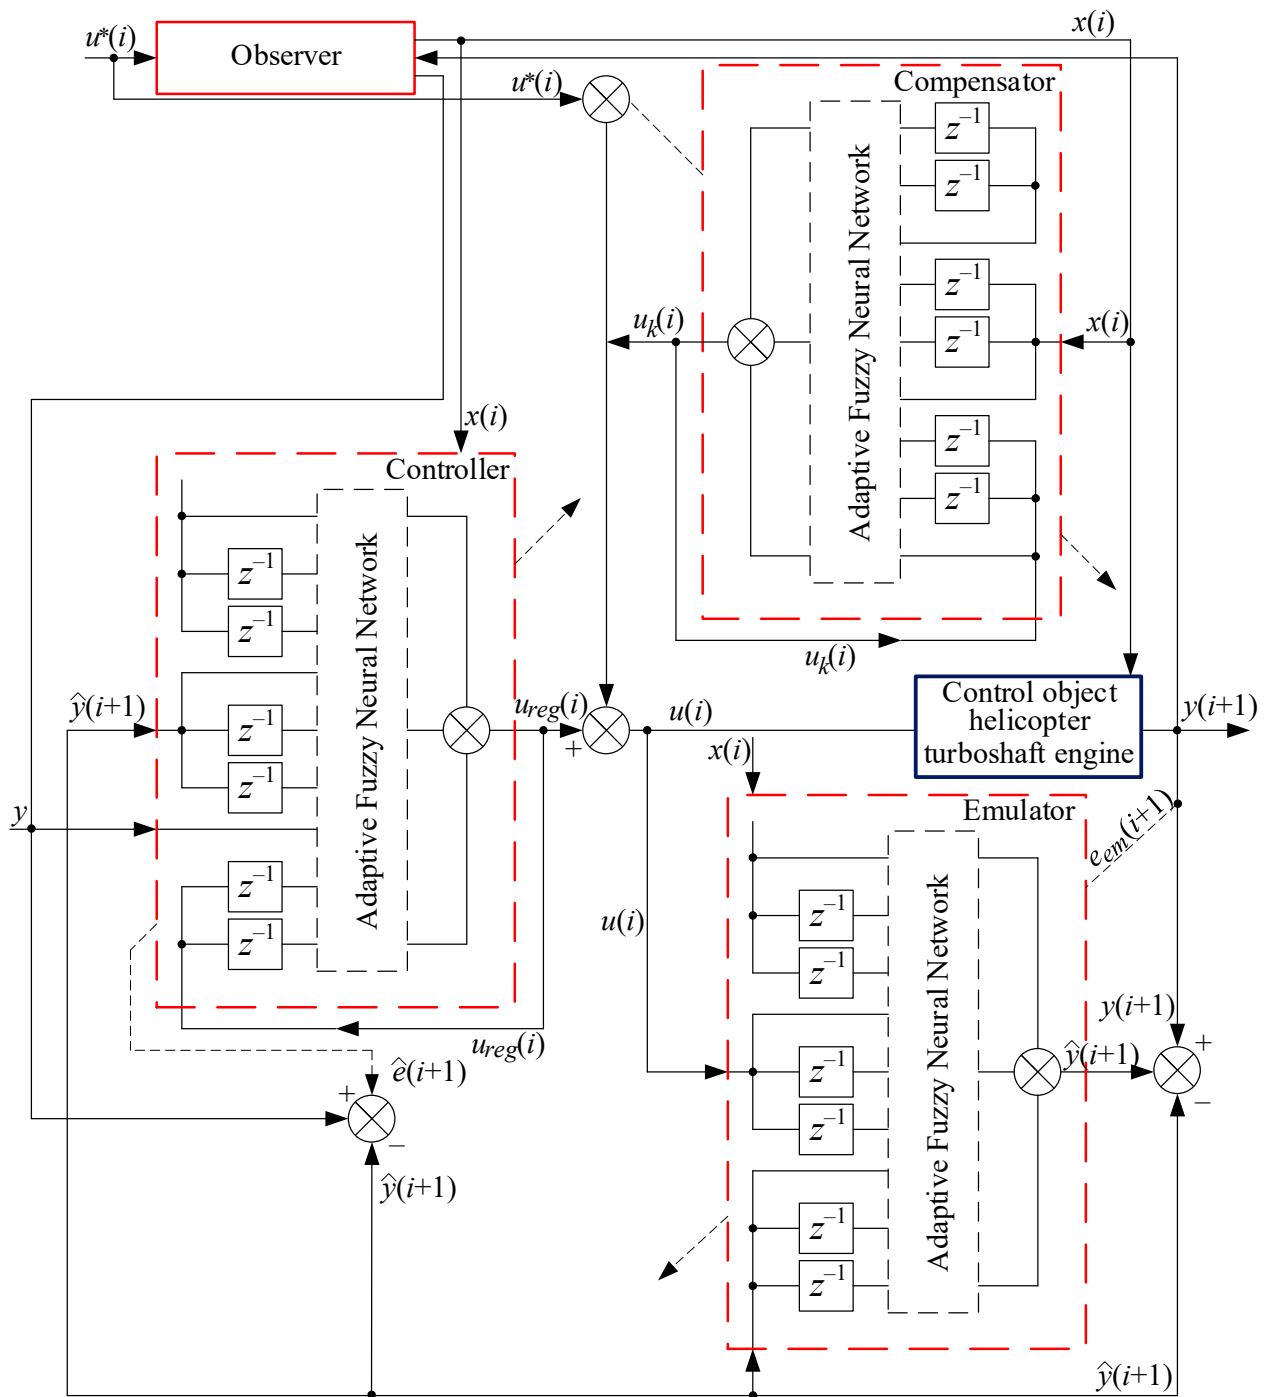 u*(i)
Observer
x(i)
u*(i)
Compensator
Adaptive Fuzzy Neural Network
z⁻¹
z⁻¹
z⁻¹
z⁻¹
z⁻¹
z⁻¹
u_k(i)
x(i)
u_k(i)
x(i)
Controller
Adaptive Fuzzy Neural Network
z⁻¹
z⁻¹
z⁻¹
z⁻¹
z⁻¹
z⁻¹
ŷ(i+1)
y
u_reg(i)
+
u_reg(i)
u(i)
Control object
helicopter
turboshaft engine
y(i+1)
x(i)
Emulator
e_em(i+1)
u(i)
Adaptive Fuzzy Neural Network
z⁻¹
z⁻¹
z⁻¹
z⁻¹
z⁻¹
z⁻¹
y(i+1)
ŷ(i+1)
+
−
ê(i+1)
+
−
ŷ(i+1)
ŷ(i+1)